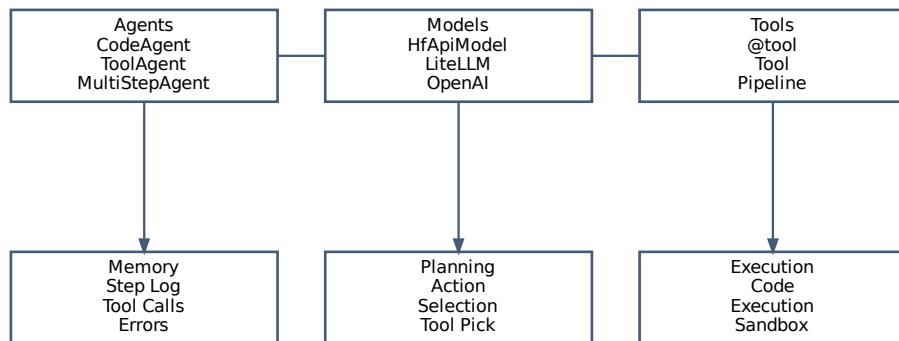 Agents
CodeAgent
ToolAgent
MultiStepAgent
Models
HfApiModel
LiteLLM
OpenAI
Tools
@tool
Tool
Pipeline
Memory
Step Log
Tool Calls
Errors
Planning
Action
Selection
Tool Pick
Execution
Code
Execution
Sandbox